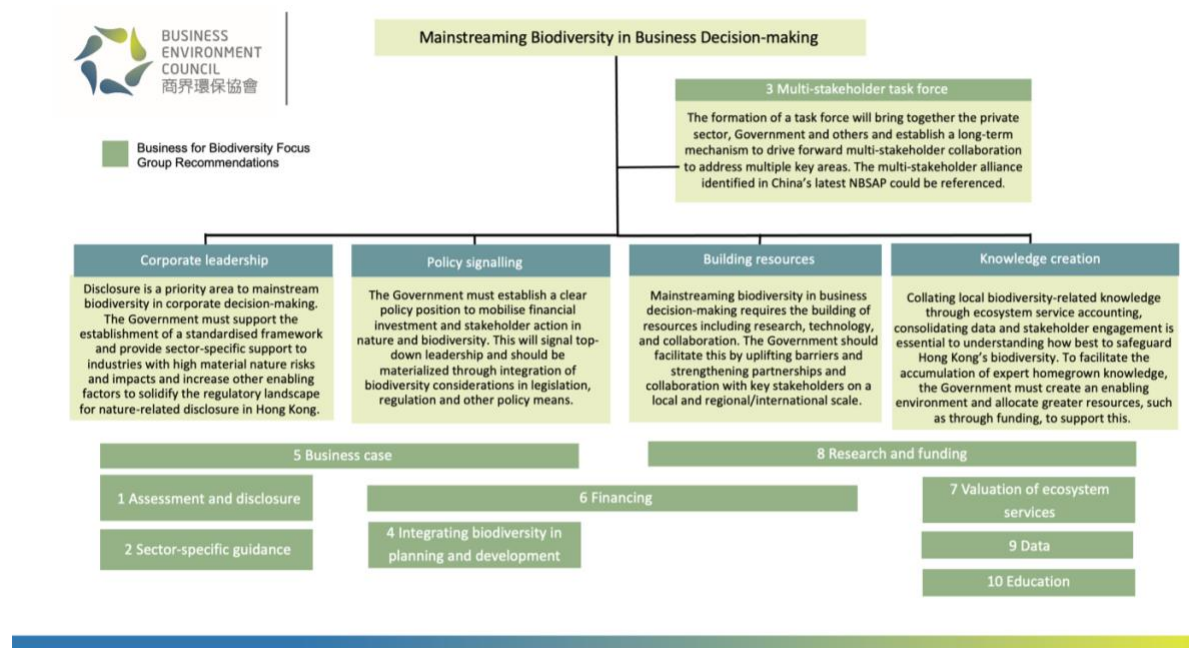 BUSINESS
ENVIRONMENT
COUNCIL
商界環保協會
Mainstreaming Biodiversity in Business Decision-making
Business for Biodiversity Focus
Group Recommendations
3 Multi-stakeholder task force
The formation of a task force will bring together the private
sector, Government and others and establish a long-term
mechanism to drive forward multi-stakeholder collaboration
to address multiple key areas. The multi-stakeholder alliance
identified in China's latest NBSAP could be referenced.
Corporate leadership
Disclosure is a priority area to mainstream
biodiversity in corporate decision-making.
The Government must support the
establishment of a standardised framework
and provide sector-specific support to
industries with high material nature risks
and impacts and increase other enabling
factors to solidify the regulatory landscape
for nature-related disclosure in Hong Kong.
Policy signalling
The Government must establish a clear
policy position to mobilise financial
investment and stakeholder action in
nature and biodiversity. This will signal top-
down leadership and should be
materialized through integration of
biodiversity considerations in legislation,
regulation and other policy means.
Building resources
Mainstreaming biodiversity in business
decision-making requires the building of
resources including research, technology,
and collaboration. The Government should
facilitate this by uplifting barriers and
strengthening partnerships and
collaboration with key stakeholders on a
local and regional/international scale.
Knowledge creation
Collating local biodiversity-related knowledge
through ecosystem service accounting,
consolidating data and stakeholder engagement is
essential to understanding how best to safeguard
Hong Kong's biodiversity. To facilitate the
accumulation of expert homegrown knowledge,
the Government must create an enabling
environment and allocate greater resources, such
as through funding, to support this.
5 Business case
8 Research and funding
1 Assessment and disclosure
6 Financing
7 Valuation of ecosystem
services
2 Sector-specific guidance
4 Integrating biodiversity in
planning and development
9 Data
10 Education